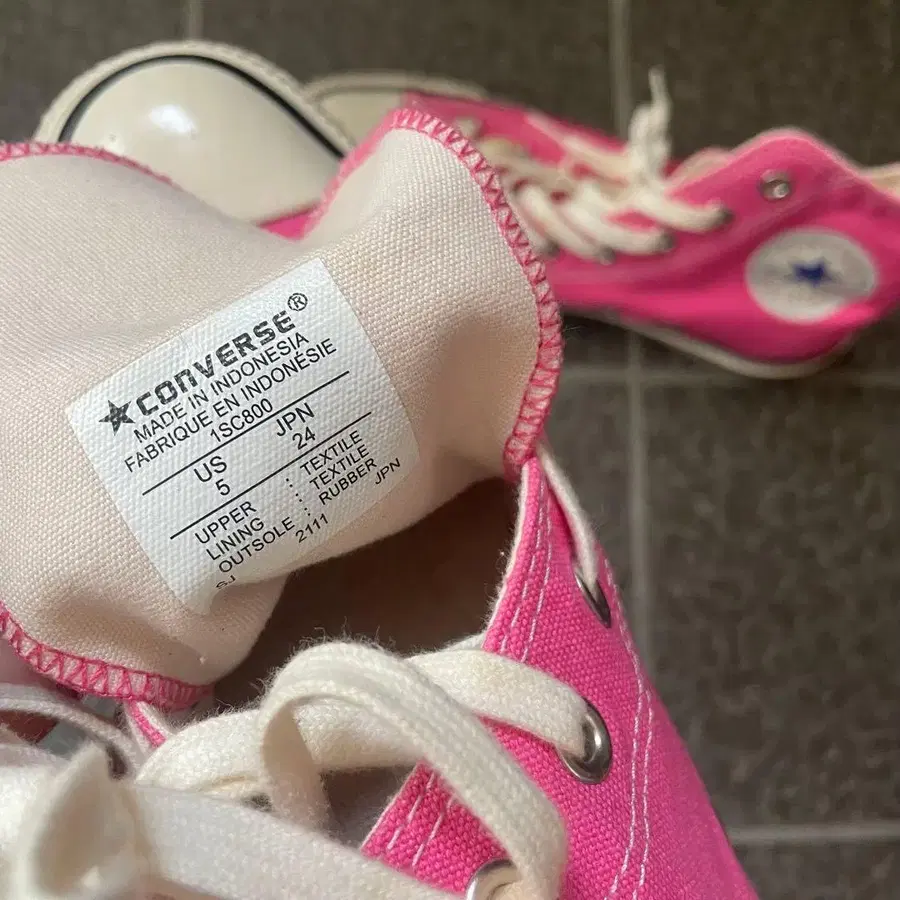 CONVERSE®
MADE IN INDONESIA
FABRIQUE EN INDONÉSIE
1SC800
US JPN
5 24
UPPER : TEXTILE
LINING : TEXTILE
OUTSOLE : RUBBER
SJ 2111 JPN